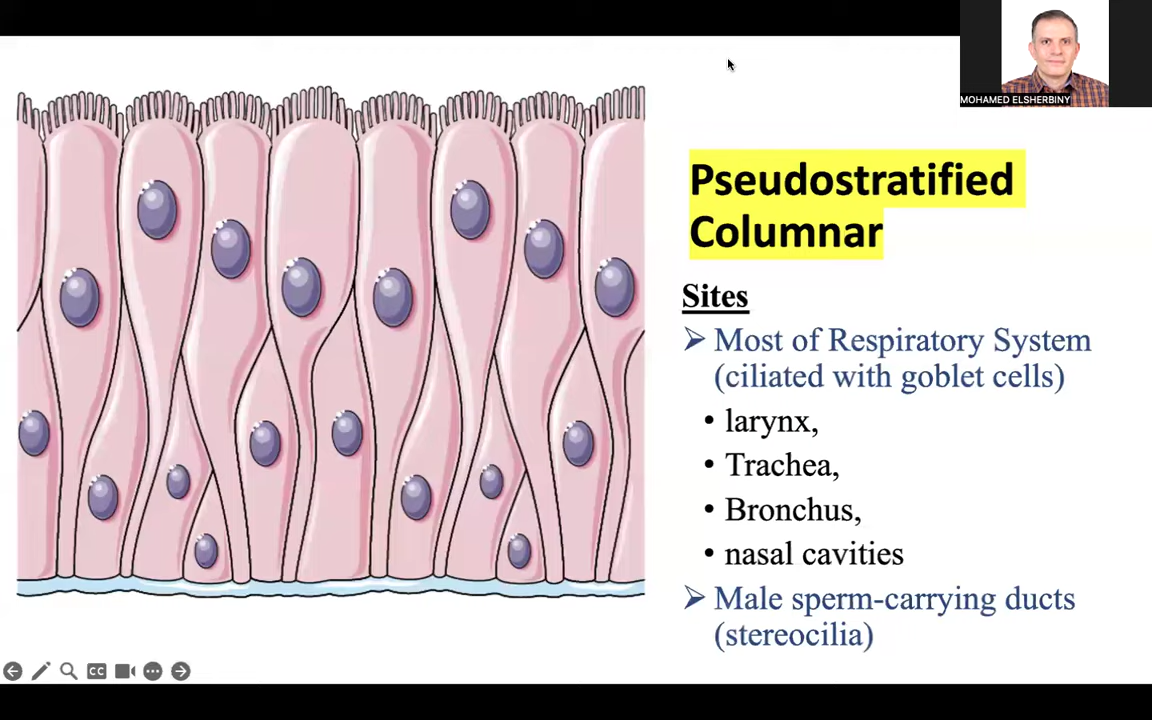 MOHAMED ELSHERBINY
Pseudostratified
Columnar
Sites
➢ Most of Respiratory System
(ciliated with goblet cells)
• larynx,
• Trachea,
• Bronchus,
• nasal cavities
➢ Male sperm-carrying ducts
(stereocilia)
CC